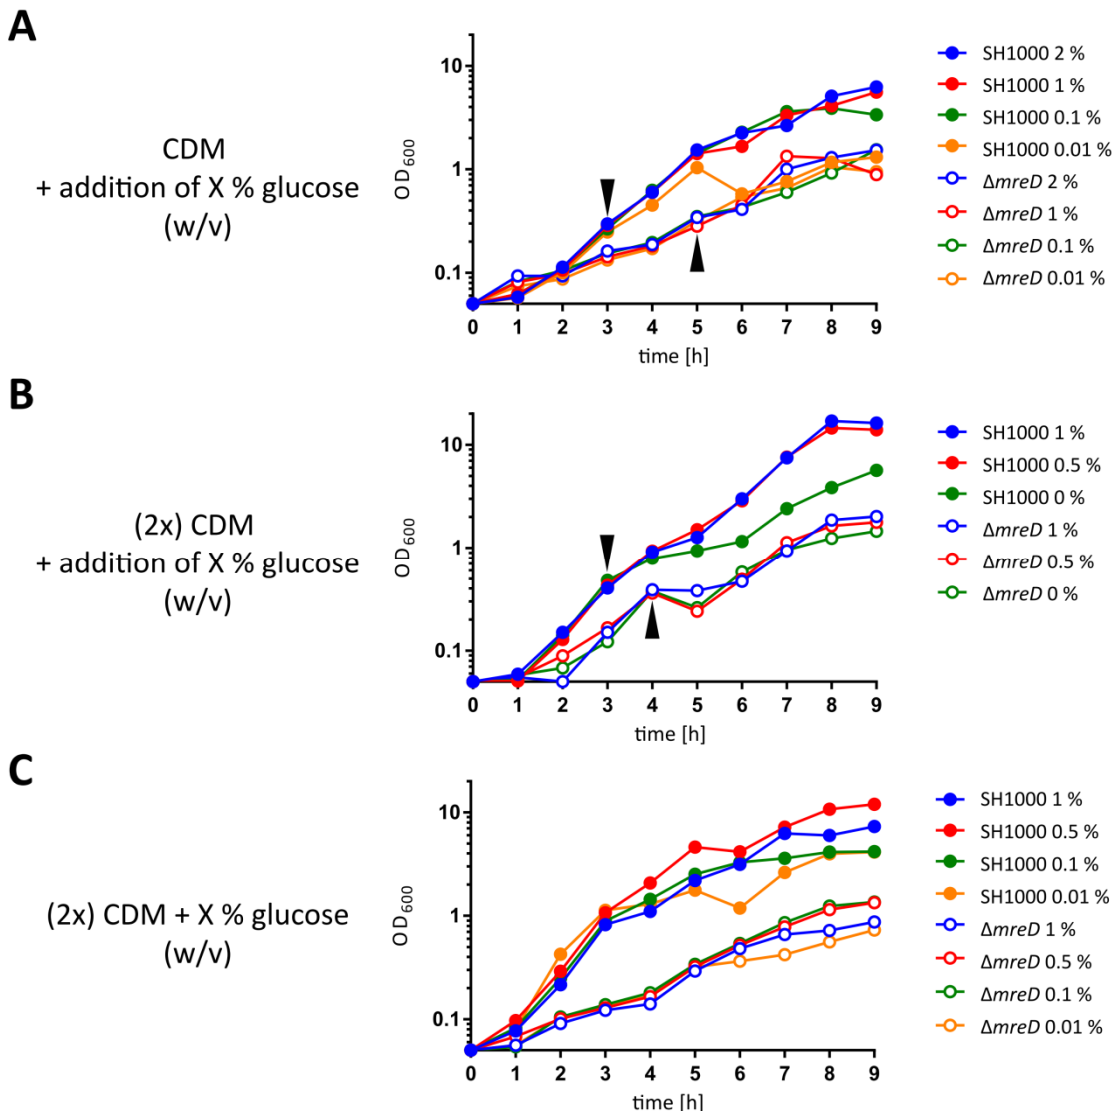 A
CDM
+ addition of X % glucose
(w/v)
OD600
10
1
0.1
0 1 2 3 4 5 6 7 8 9
time [h]
SH1000 2 %
SH1000 1 %
SH1000 0.1 %
SH1000 0.01 %
ΔmreD 2 %
ΔmreD 1 %
ΔmreD 0.1 %
ΔmreD 0.01 %
B
(2x) CDM
+ addition of X % glucose
(w/v)
OD600
10
1
0.1
0 1 2 3 4 5 6 7 8 9
time [h]
SH1000 1 %
SH1000 0.5 %
SH1000 0 %
ΔmreD 1 %
ΔmreD 0.5 %
ΔmreD 0 %
C
(2x) CDM + X % glucose
(w/v)
OD600
10
1
0.1
0 1 2 3 4 5 6 7 8 9
time [h]
SH1000 1 %
SH1000 0.5 %
SH1000 0.1 %
SH1000 0.01 %
ΔmreD 1 %
ΔmreD 0.5 %
ΔmreD 0.1 %
ΔmreD 0.01 %